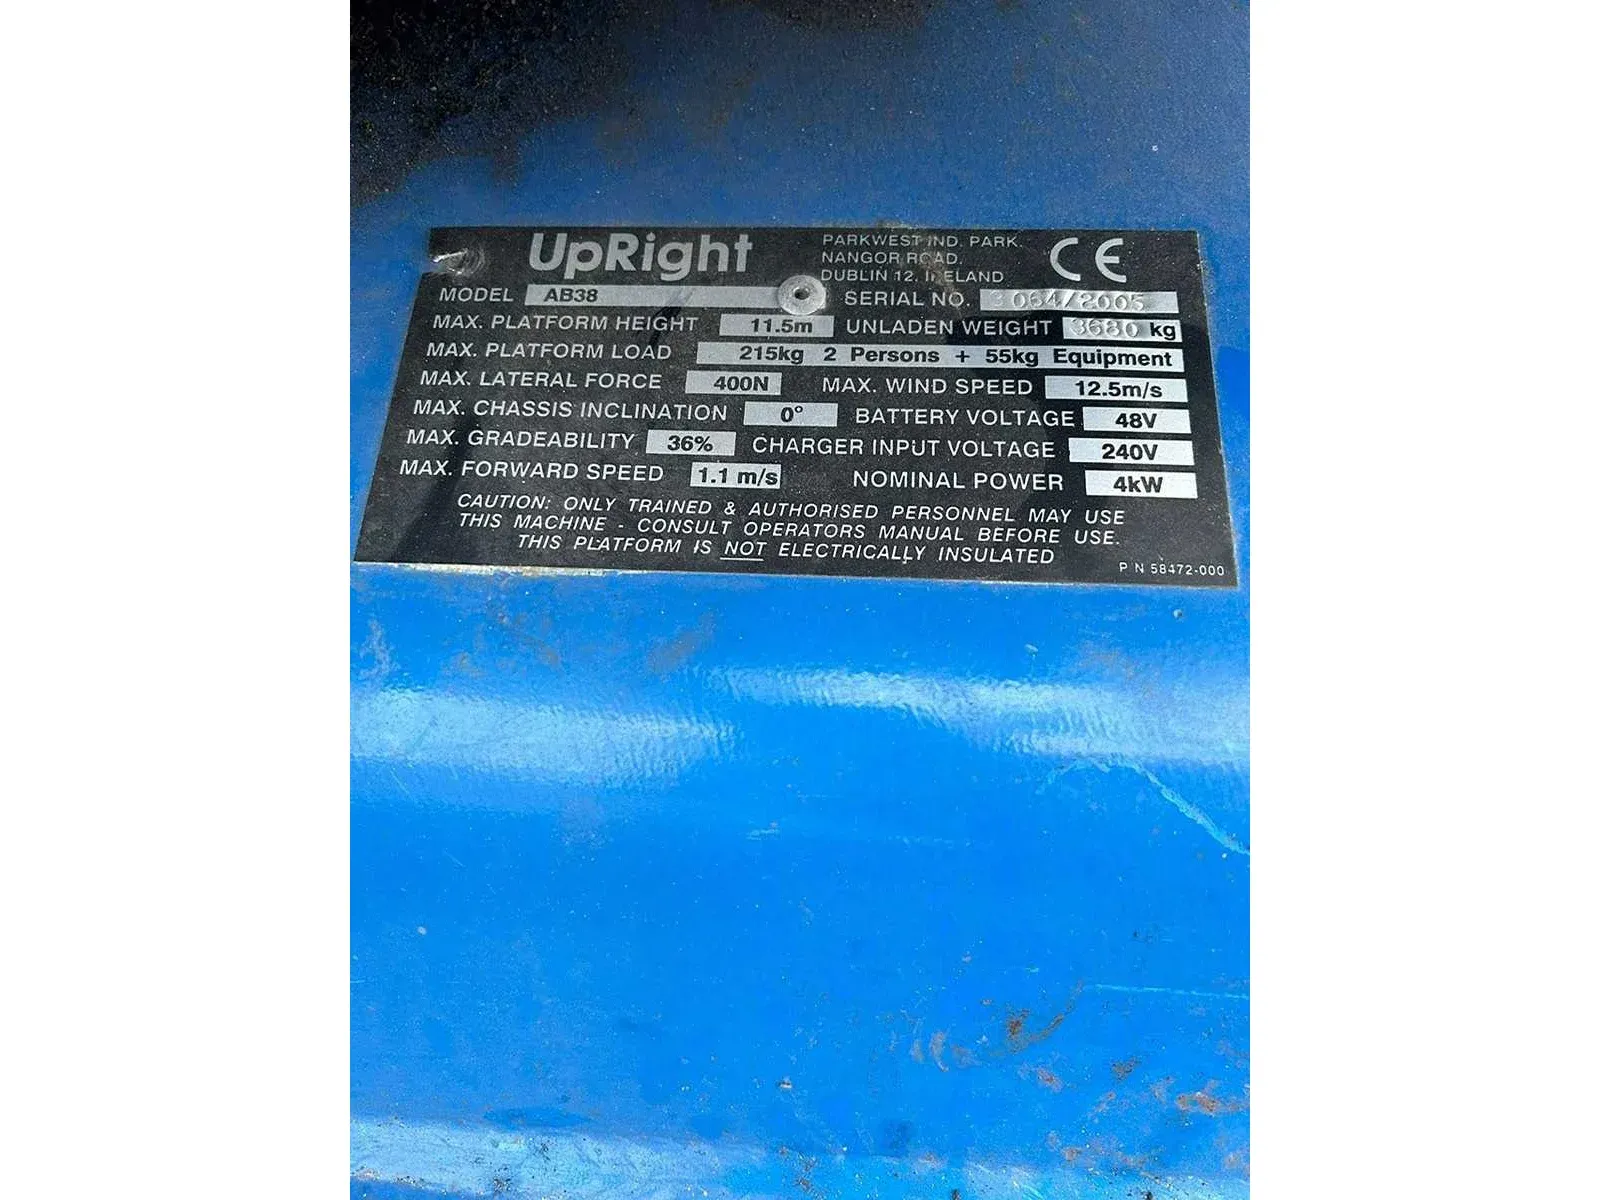 UpRight
PARKWEST IND. PARK.
NANGOR ROAD.
DUBLIN 12. IRELAND
CE
MODEL AB38
SERIAL NO. 3064/2005
MAX. PLATFORM HEIGHT 11.5m
UNLADEN WEIGHT 3680 kg
MAX. PLATFORM LOAD 215kg 2 Persons + 55kg Equipment
MAX. LATERAL FORCE 400N
MAX. WIND SPEED 12.5m/s
MAX. CHASSIS INCLINATION 0°
BATTERY VOLTAGE 48V
MAX. GRADEABILITY 36%
CHARGER INPUT VOLTAGE 240V
MAX. FORWARD SPEED 1.1 m/s
NOMINAL POWER 4kW
CAUTION: ONLY TRAINED & AUTHORISED PERSONNEL MAY USE
THIS MACHINE - CONSULT OPERATORS MANUAL BEFORE USE.
THIS PLATFORM IS NOT ELECTRICALLY INSULATED
P N 58472-000